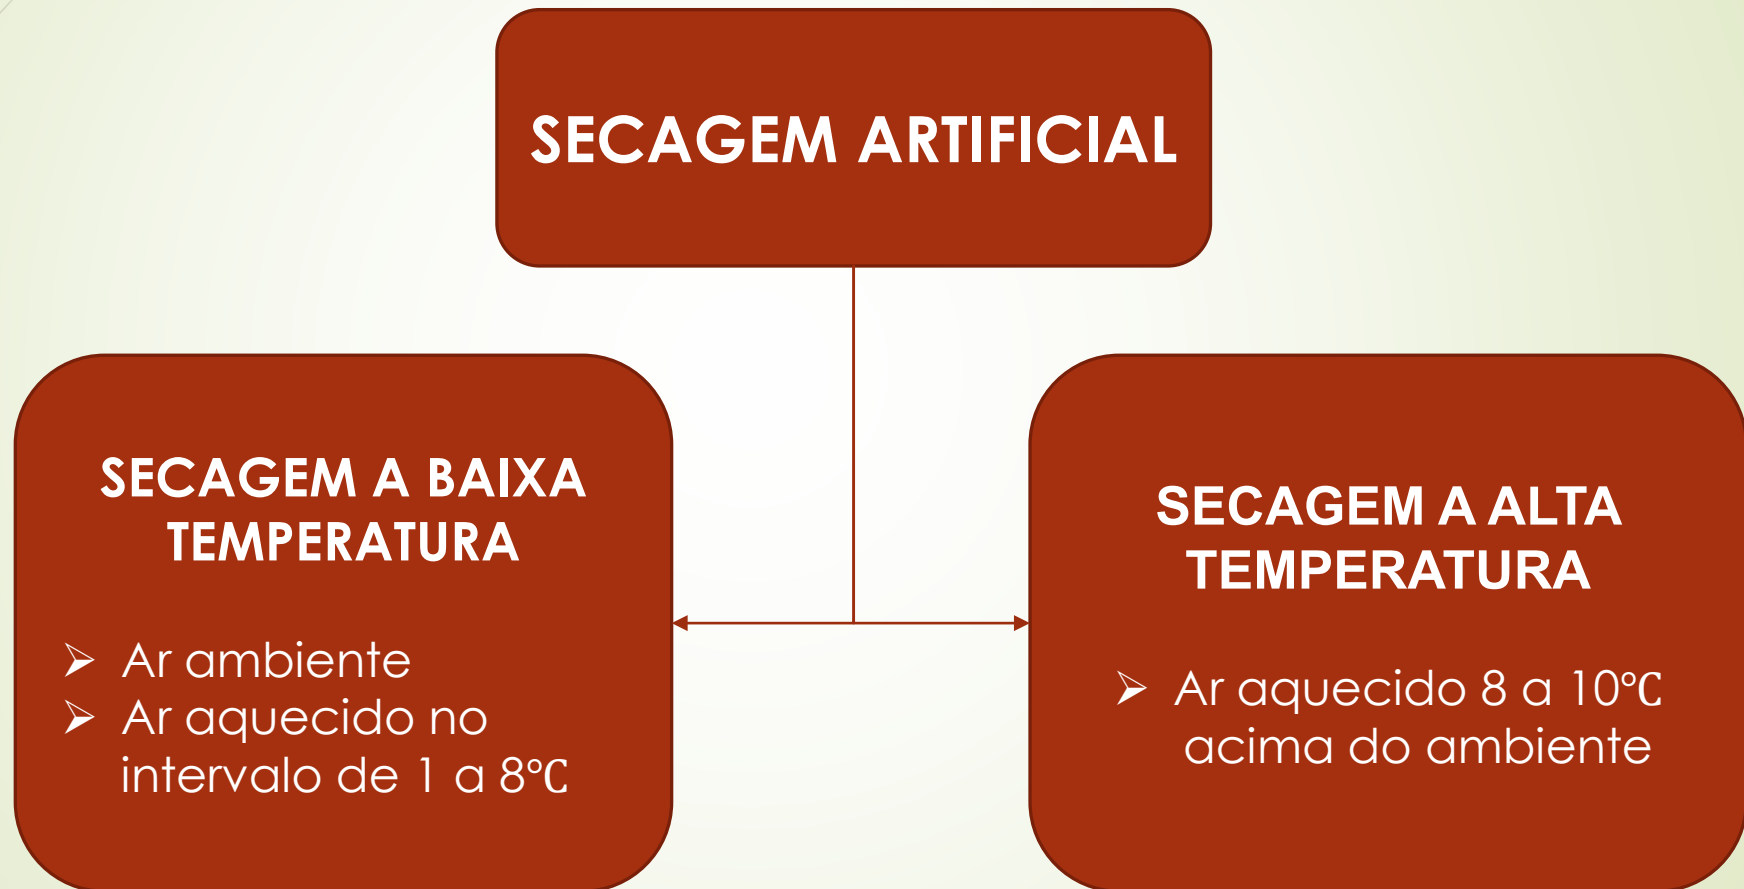 SECAGEM ARTIFICIAL
SECAGEM A BAIXA
TEMPERATURA
➢ Ar ambiente
➢ Ar aquecido no
intervalo de 1 a 8℃
SECAGEM A ALTA
TEMPERATURA
➢ Ar aquecido 8 a 10℃
acima do ambiente